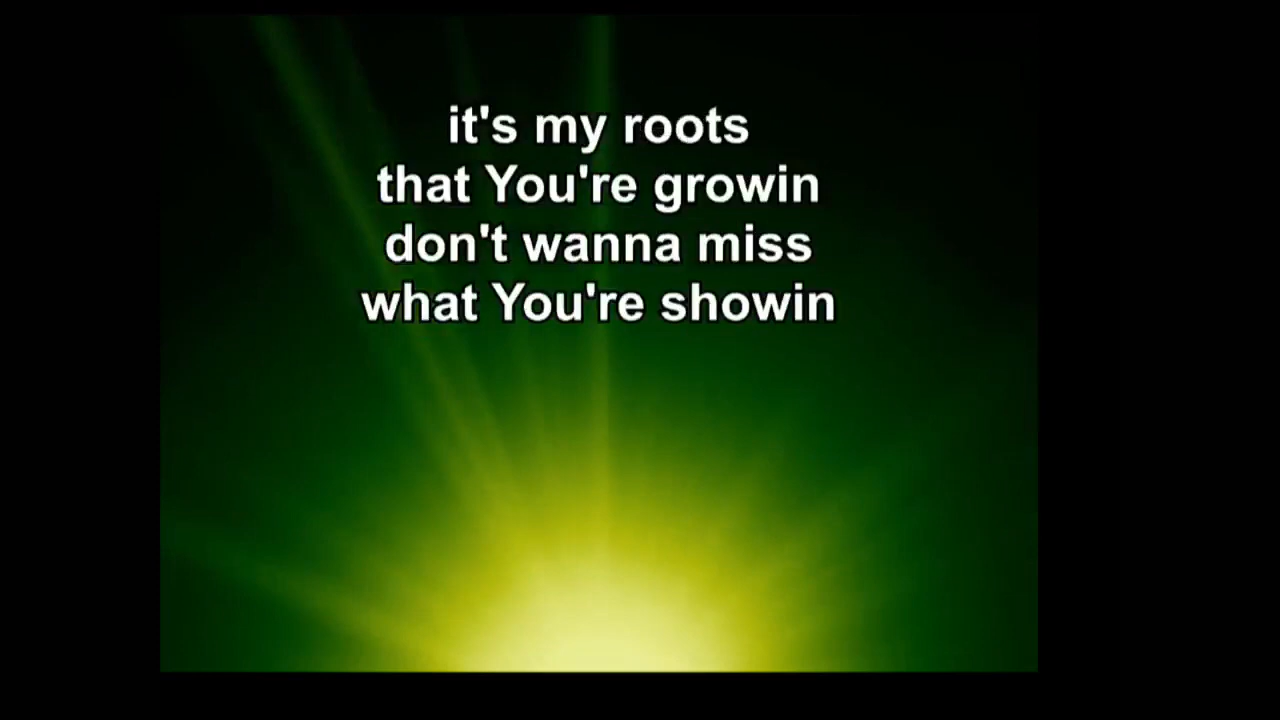 it's my roots
that You're growin
don't wanna miss
what You're showin